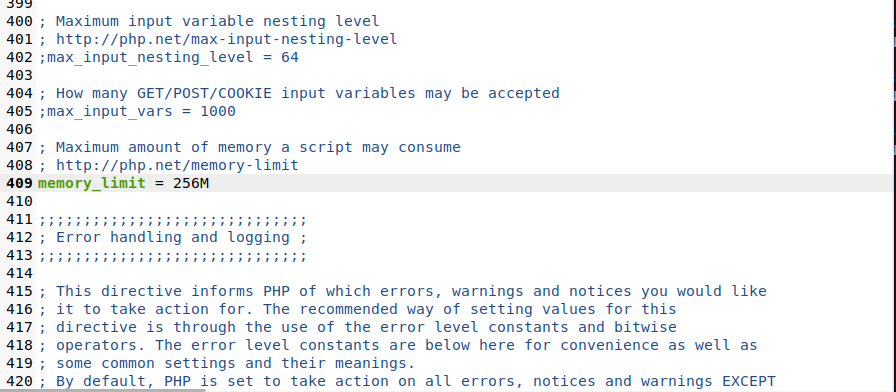 399
400 ; Maximum input variable nesting level
401 ; http://php.net/max-input-nesting-level
402 ;max_input_nesting_level = 64
403
404 ; How many GET/POST/COOKIE input variables may be accepted
405 ;max_input_vars = 1000
406
407 ; Maximum amount of memory a script may consume
408 ; http://php.net/memory-limit
409 memory_limit = 256M
410
411 ;;;;;;;;;;;;;;;;;;;;;;;;;;;;;;
412 ; Error handling and logging ;
413 ;;;;;;;;;;;;;;;;;;;;;;;;;;;;;;
414
415 ; This directive informs PHP of which errors, warnings and notices you would like
416 ; it to take action for. The recommended way of setting values for this
417 ; directive is through the use of the error level constants and bitwise
418 ; operators. The error level constants are below here for convenience as well as
419 ; some common settings and their meanings.
420 ; By default, PHP is set to take action on all errors, notices and warnings EXCEPT